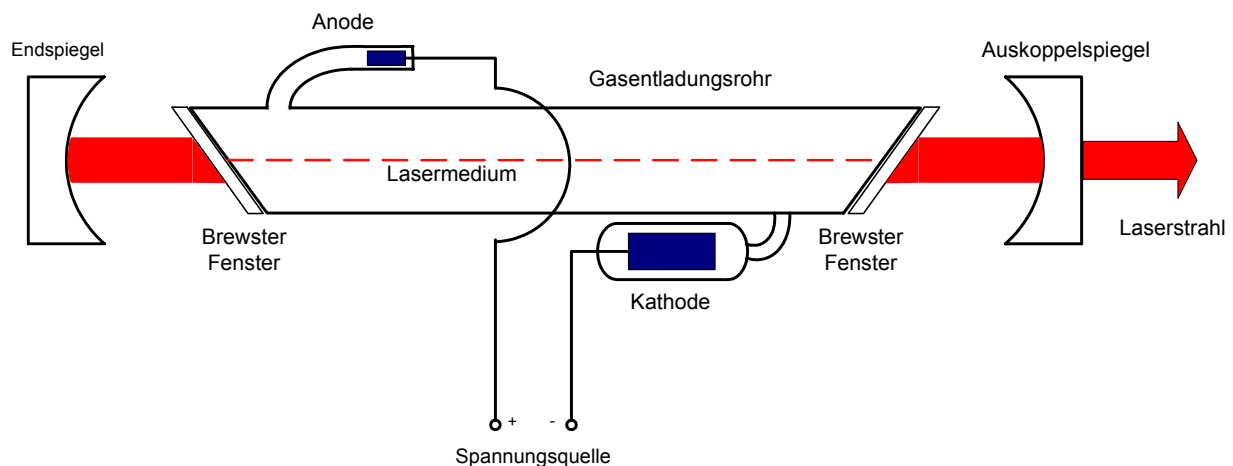 Anode
Endspiegel
Auskoppelspiegel
Gasentladungsrohr
Lasermedium
Laserstrahl
Brewster
Fenster
Brewster
Fenster
Kathode
+ -
Spannungsquelle